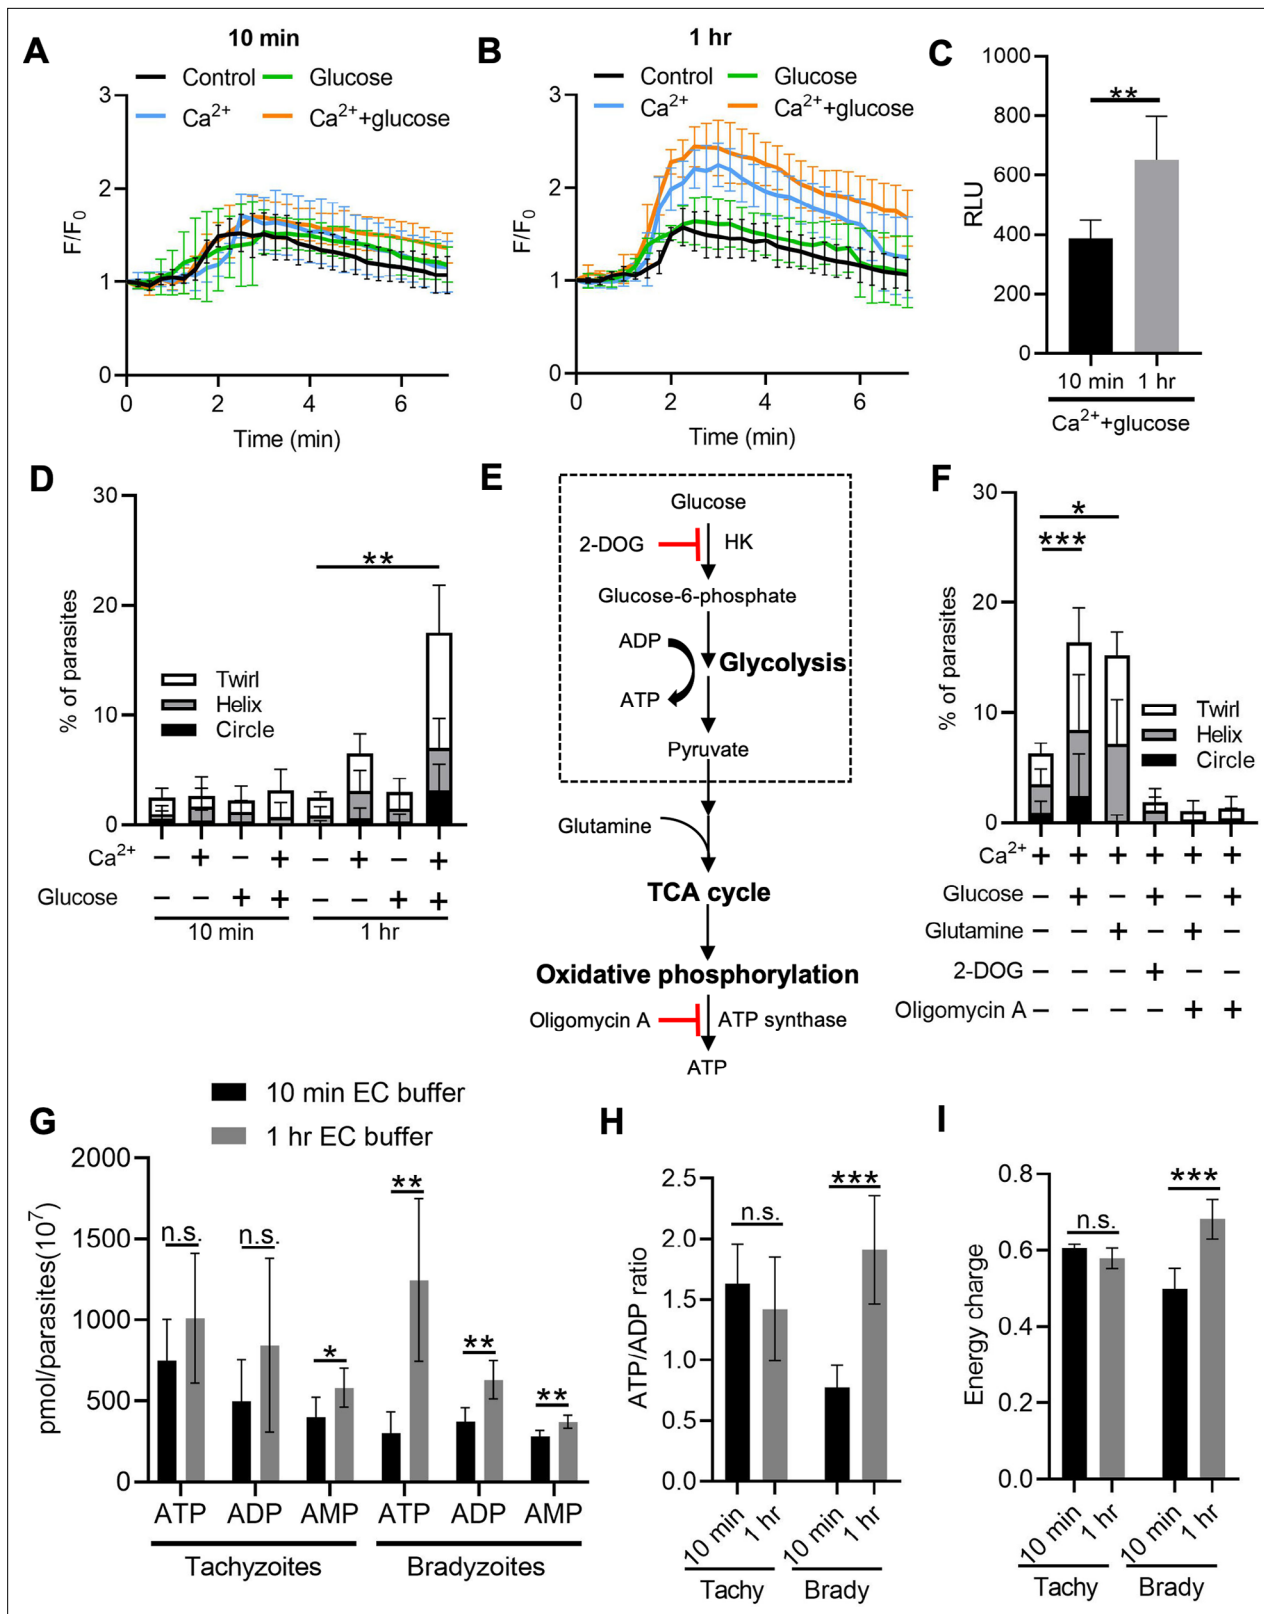 A
10 min
Control
Glucose
Ca2+
Ca2++glucose
F/F0
3
2
1
0
0 2 4 6
Time (min)
B
1 hr
Control
Glucose
Ca2+
Ca2++glucose
F/F0
3
2
1
0
0 2 4 6
Time (min)
C
RLU
1000
800
600
400
200
0
**
10 min 1 hr
Ca2++glucose
D
% of parasites
30
20
10
0
**
Twirl
Helix
Circle
Ca2+ – + – + – + – +
Glucose – – + + – – + +
10 min 1 hr
E
Glucose
2-DOG HK
Glucose-6-phosphate
ADP
Glycolysis
ATP
Pyruvate
Glutamine
TCA cycle
Oxidative phosphorylation
Oligomycin A ATP synthase
ATP
F
% of parasites
30
20
10
0
*
***
Twirl
Helix
Circle
Ca2+ + + + + + +
Glucose – + – + – +
Glutamine – – + – + –
2-DOG – – – + – –
Oligomycin A – – – – + +
10 min EC buffer
1 hr EC buffer
G
pmol/parasites(107)
2000
1500
1000
500
0
n.s. n.s. * ** ** **
ATP ADP AMP ATP ADP AMP
Tachyzoites Bradyzoites
H
ATP/ADP ratio
2.5
2.0
1.5
1.0
0.5
0.0
n.s. ***
10 min 1 hr 10 min 1 hr
Tachy Brady
I
Energy charge
0.8
0.6
0.4
0.2
0.0
n.s. ***
10 min 1 hr 10 min 1 hr
Tachy Brady